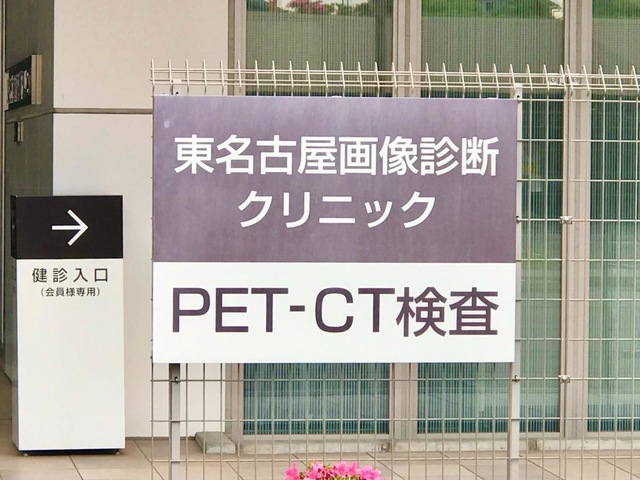 東名古屋画像診断
クリニック
PET-CT検査
→
健診入口
(会員様専用)